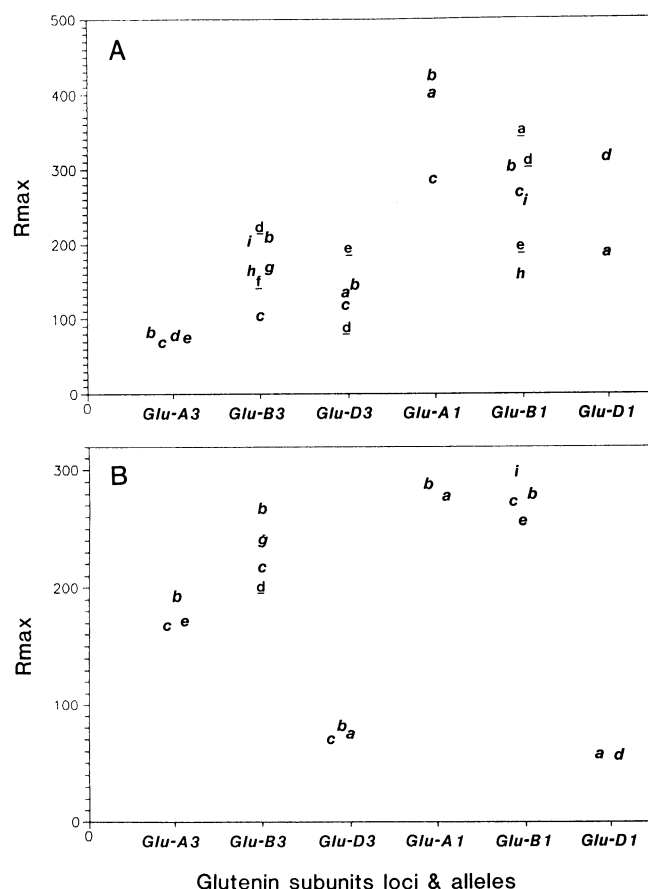 A
500
400
300
200
100
0
0
Rmax
b
c d e
d
i b
h g
f
c
e
b
a
c
d
b
a
c
a
b d
c i
e
h
d
a
Glu-A3 Glu-B3 Glu-D3 Glu-A1 Glu-B1 Glu-D1
B
300
200
100
0
0
Rmax
b
c e
b
g
c
d
b
c a
b
a
i
c b
e
a d
Glu-A3 Glu-B3 Glu-D3 Glu-A1 Glu-B1 Glu-D1
Glutenin subunits loci & alleles